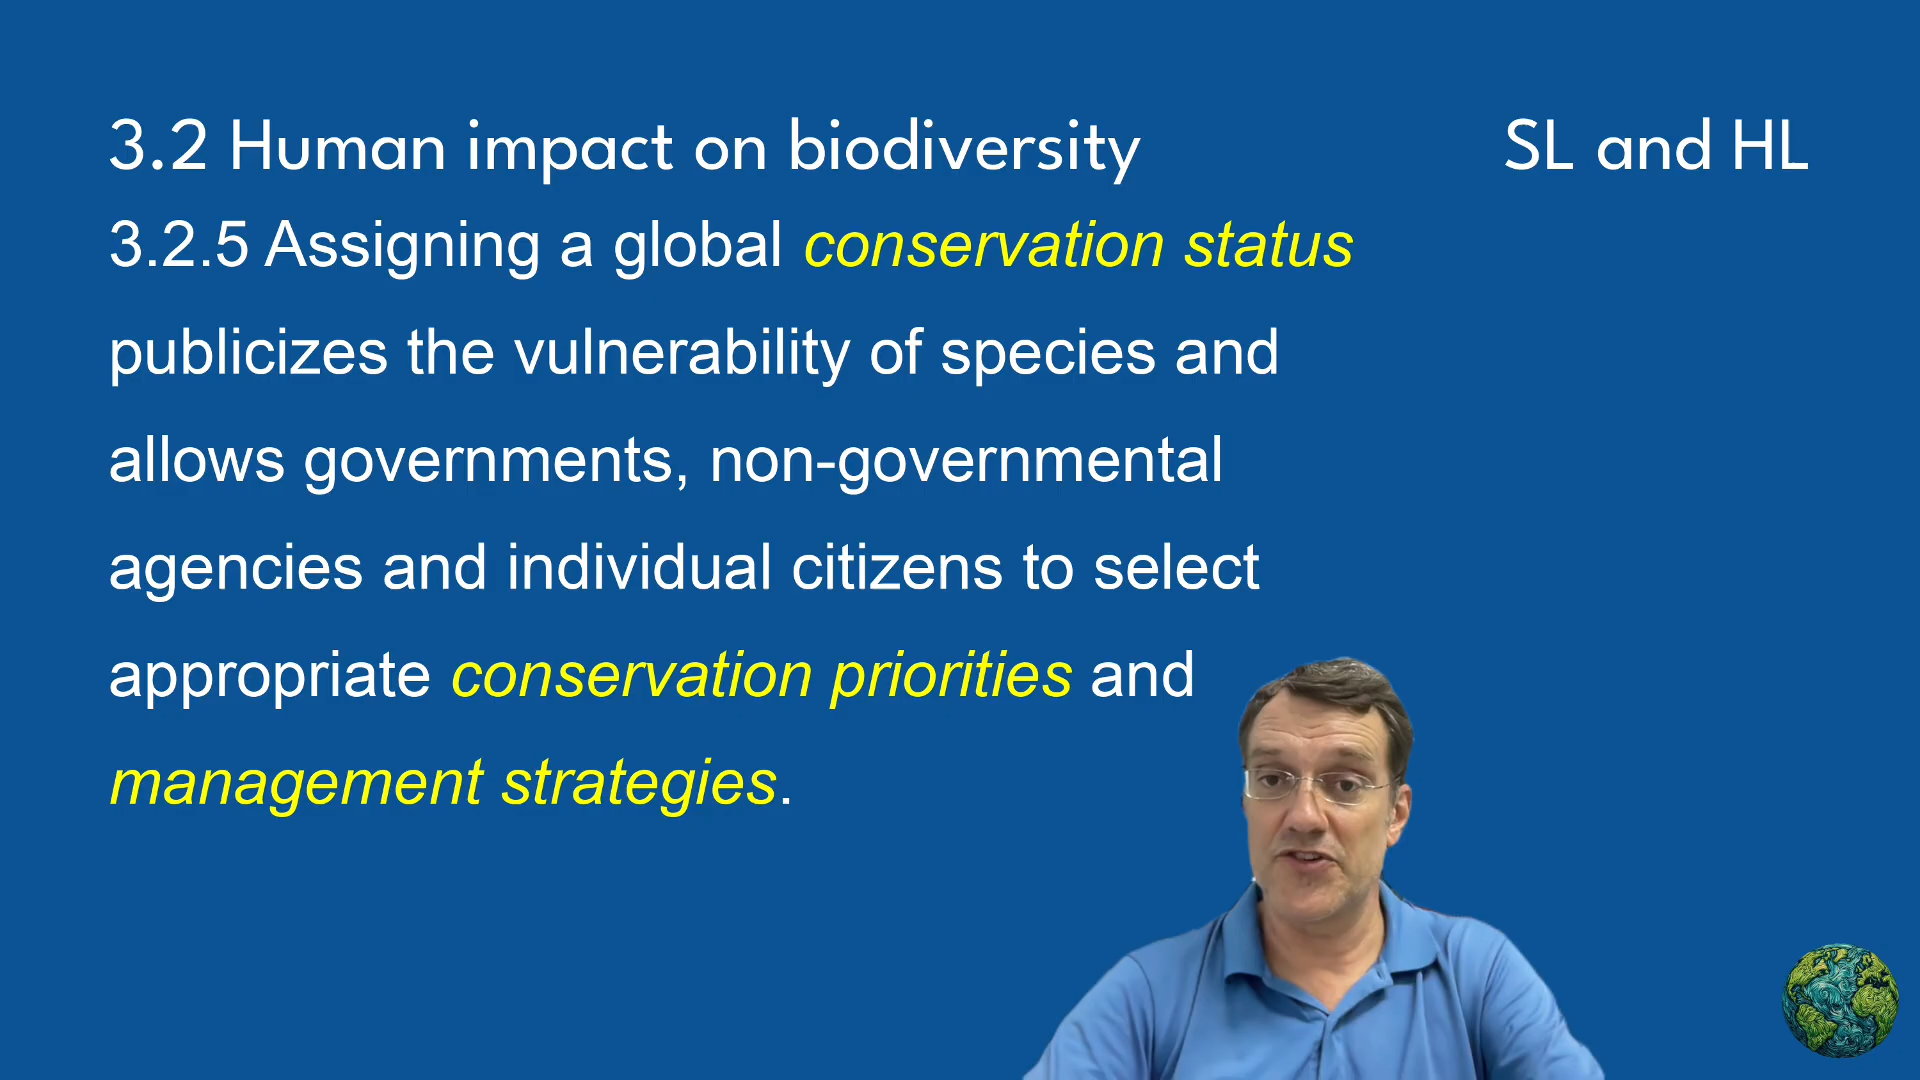 3.2 Human impact on biodiversity SL and HL
3.2.5 Assigning a global conservation status
publicizes the vulnerability of species and
allows governments, non-governmental
agencies and individual citizens to select
appropriate conservation priorities and
management strategies.